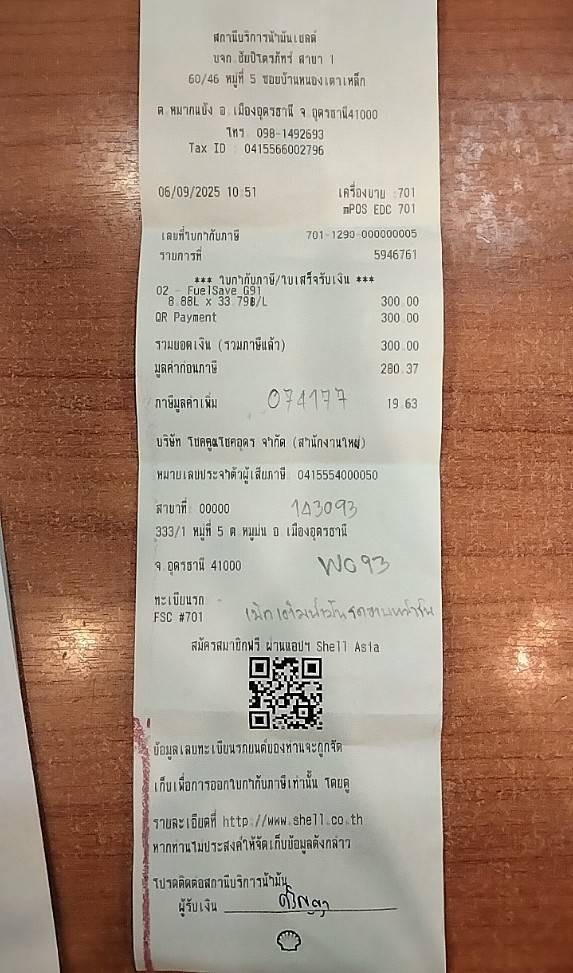 สถานีบริการน้ำมันเชลล์
บจก.ชัยปิโตรภัทร์ สาขา 1
60/46 หมู่ที่ 5 ซอยบ้านหนองเตาเหล็ก
ต.หมากแข้ง อ.เมืองอุดรธานี จ.อุดรธานี41000
โทร. 098-1492693
Tax ID : 0415566002796
06/09/2025 10:51 เครื่องขาย :701
mPOS EDC 701
เลขที่ใบกำกับภาษี 701-1290-000000005
รายการที่ 5946761
*** ใบกำกับภาษี/ใบเสร็จรับเงิน ***
02 - FuelSave G91
8.88L x 33.79฿/L 300.00
QR Payment 300.00
รวมยอดเงิน (รวมภาษีแล้ว) 300.00
มูลค่าก่อนภาษี 280.37
ภาษีมูลค่าเพิ่ม 074177 19.63
บริษัท โชคคูณโชคอุดร จำกัด (สำนักงานใหญ่)
หมายเลขประจำตัวผู้เสียภาษี 0415554000050
สาขาที่ 00000 143093
333/1 หมู่ที่ 5 ต.หมูม่น อ.เมืองอุดรธานี
จ.อุดรธานี 41000 W093
ทะเบียนรถ
FSC #701
สมัครสมาชิกฟรี ผ่านแอปฯ Shell Asia
ข้อมูลเลขทะเบียนรถยนต์ของท่านจะถูกจัด
เก็บเพื่อการออกใบกำกับภาษีเท่านั้น โดยดู
รายละเอียดที่ http://www.shell.co.th
หากท่านไม่ประสงค์ให้จัดเก็บข้อมูลดังกล่าว
โปรดติดต่อสถานีบริการน้ำมัน
ผู้รับเงิน